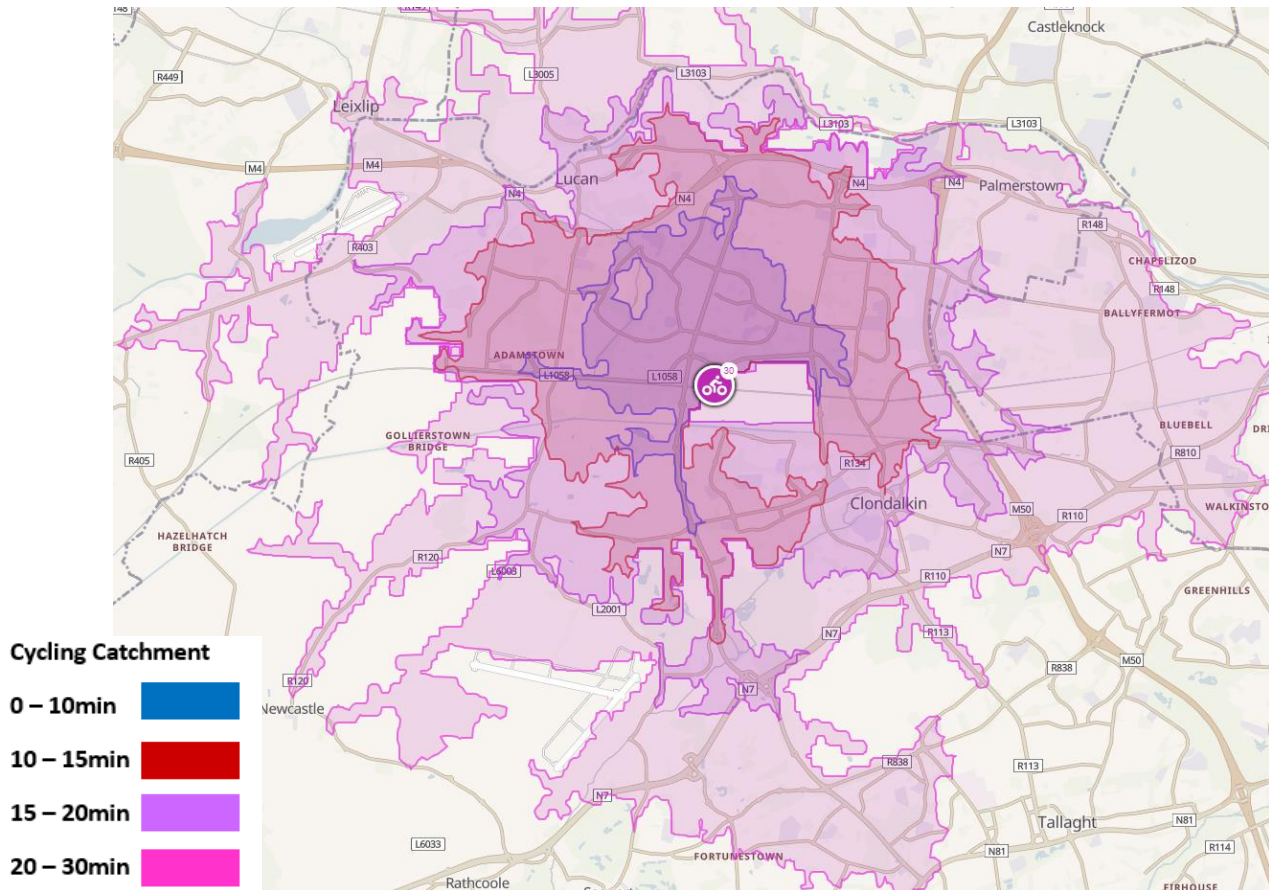 148
R149
Castleknock
R449
L3005
L3103
Leixlip
L3103
L3103
M4
M4
Lucan
N4
N4
N4
N4
Palmerstown
R148
R403
CHAPELIZOD
R148
BALLYFERMOT
ADAMSTOWN
L1058
L1058
30
GOLLIERSTOWN
BRIDGE
BLUEBELL
DRI
R405
R134
R810
Clondalkin
M50
R110
WALKINSTO
HAZELHATCH
BRIDGE
R120
N7
L6003
R110
GREENHILLS
L2001
N7
R113
R838
M50
Cycling Catchment
0 – 10min
10 – 15min
15 – 20min
20 – 30min
R120
Newcastle
N7
R838
R113
N7
Tallaght
N81
L6033
N81
R114
FORTUNESTOWN
Rathcoole
FIRHOUSE